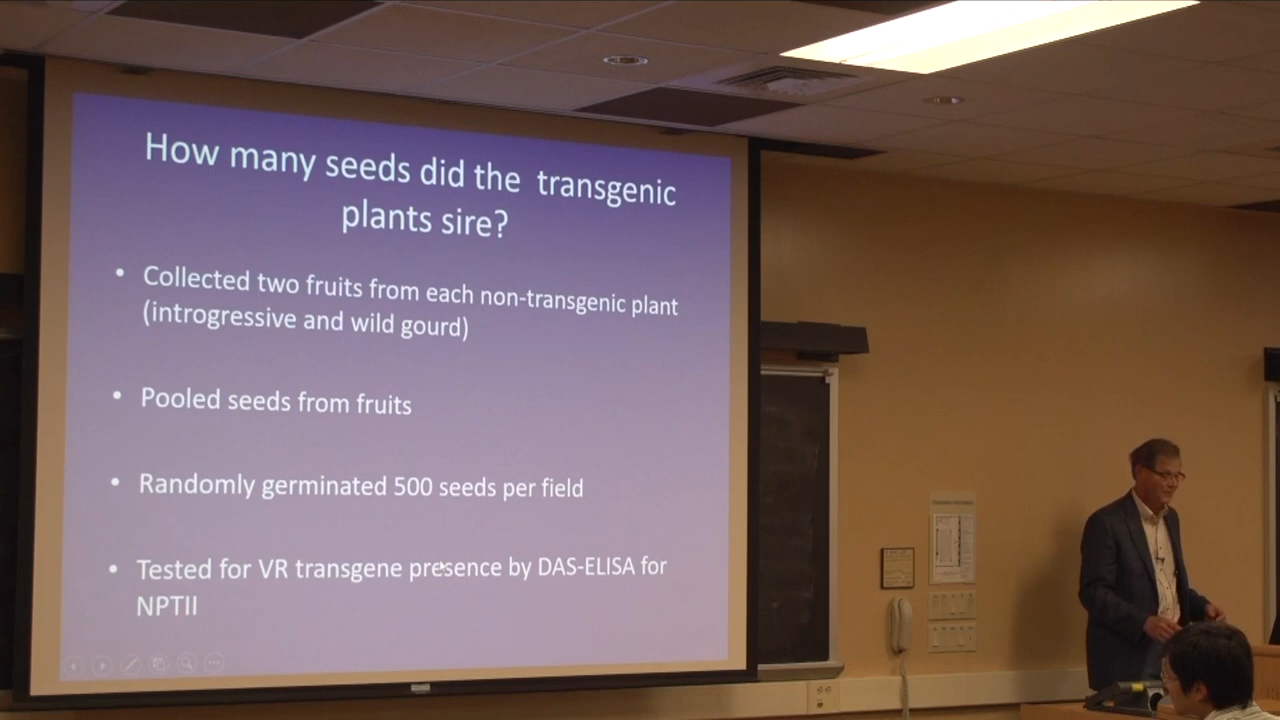 How many seeds did the transgenic
plants sire?
• Collected two fruits from each non-transgenic plant
(introgressive and wild gourd)
• Pooled seeds from fruits
• Randomly germinated 500 seeds per field
• Tested for VR transgene presence by DAS-ELISA for
NPTII